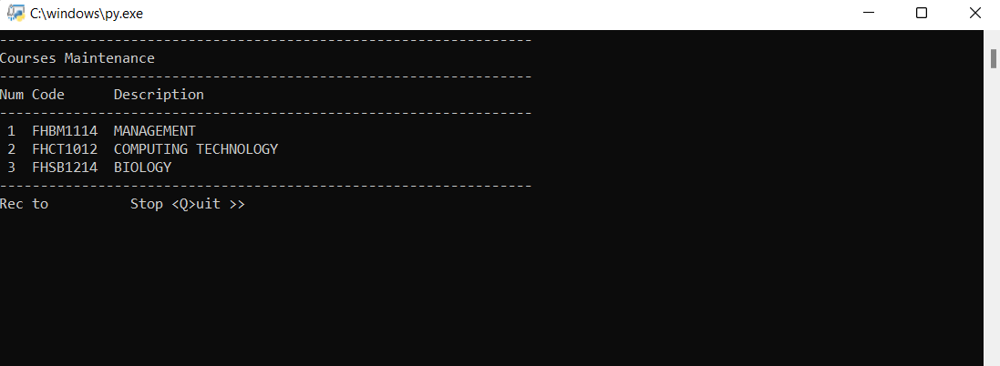 C:\windows\py.exe
-----------------------------------------------------------------
Courses Maintenance
-----------------------------------------------------------------
Num Code      Description
-----------------------------------------------------------------
 1  FHBM1114  MANAGEMENT
 2  FHCT1012  COMPUTING TECHNOLOGY
 3  FHSB1214  BIOLOGY
-----------------------------------------------------------------
Rec to          Stop <Q>uit >>